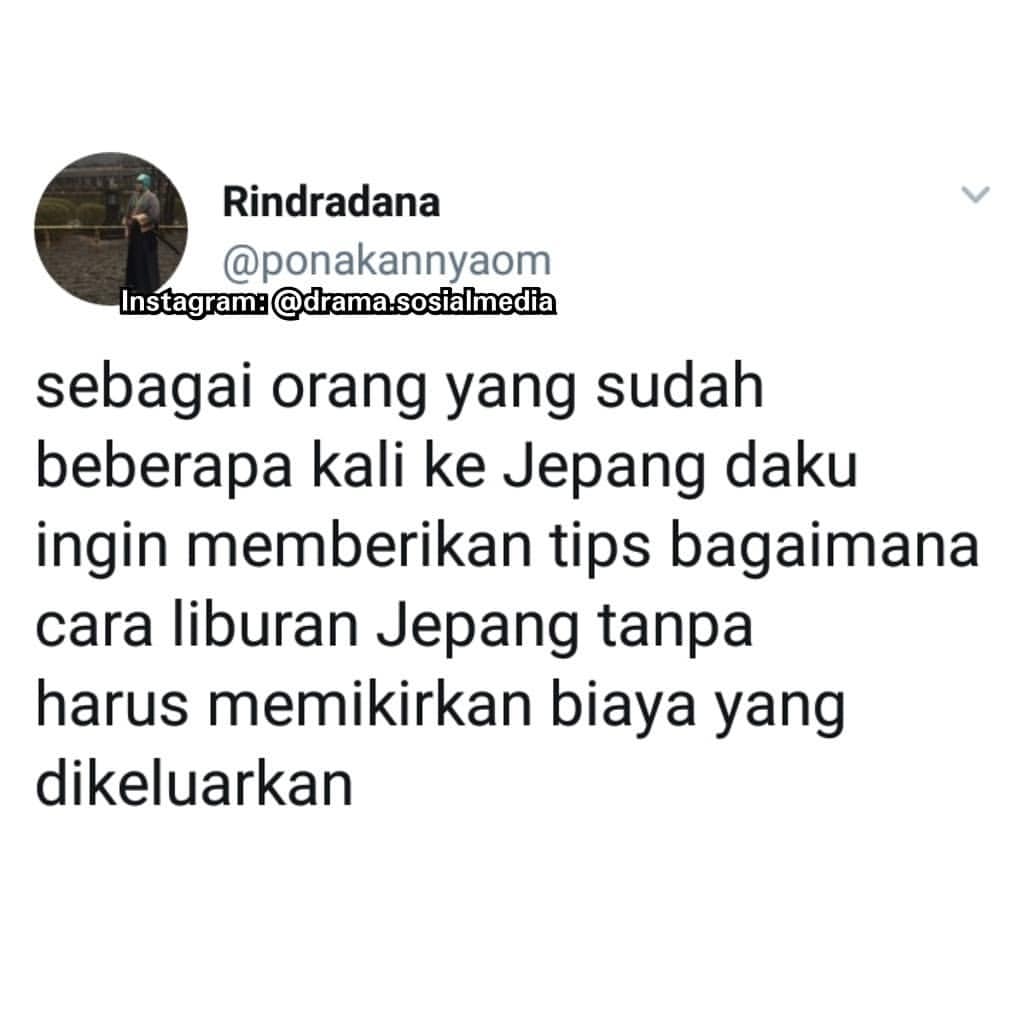 Rindradana
@ponakannyaom
Instagram: @drama.sosialmedia
sebagai orang yang sudah
beberapa kali ke Jepang daku
ingin memberikan tips bagaimana
cara liburan Jepang tanpa
harus memikirkan biaya yang
dikeluarkan